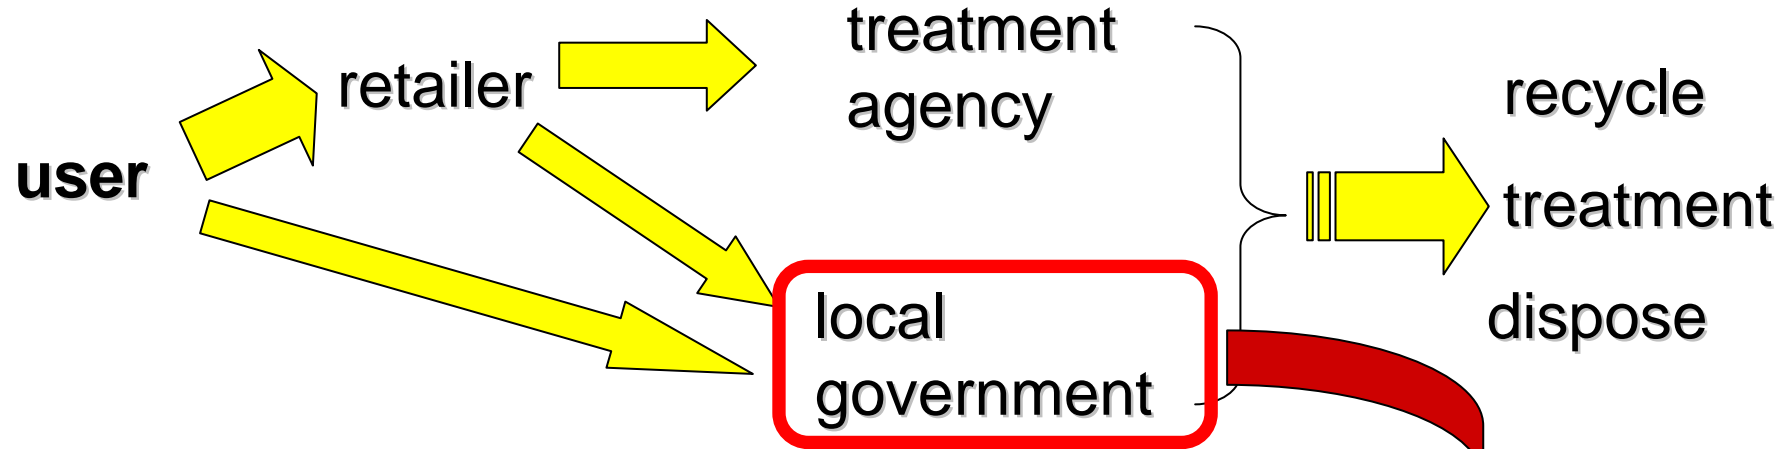 user
retailer
treatment
agency
local
government
recycle
treatment
dispose